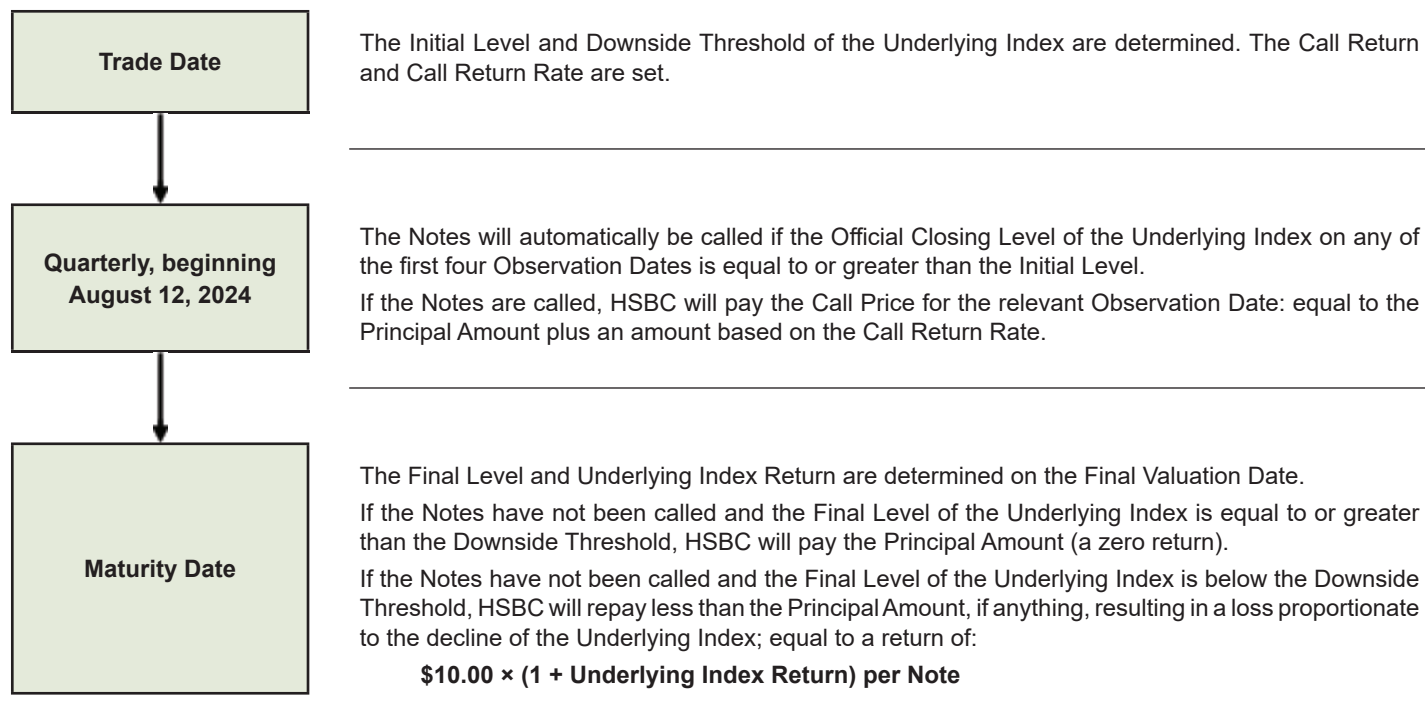 Trade Date
The Initial Level and Downside Threshold of the Underlying Index are determined. The Call Return
and Call Return Rate are set.
Quarterly, beginning
August 12, 2024
The Notes will automatically be called if the Official Closing Level of the Underlying Index on any of
the first four Observation Dates is equal to or greater than the Initial Level.
If the Notes are called, HSBC will pay the Call Price for the relevant Observation Date: equal to the
Principal Amount plus an amount based on the Call Return Rate.
Maturity Date
The Final Level and Underlying Index Return are determined on the Final Valuation Date.
If the Notes have not been called and the Final Level of the Underlying Index is equal to or greater
than the Downside Threshold, HSBC will pay the Principal Amount (a zero return).
If the Notes have not been called and the Final Level of the Underlying Index is below the Downside
Threshold, HSBC will repay less than the Principal Amount, if anything, resulting in a loss proportionate
to the decline of the Underlying Index; equal to a return of:
$10.00 × (1 + Underlying Index Return) per Note